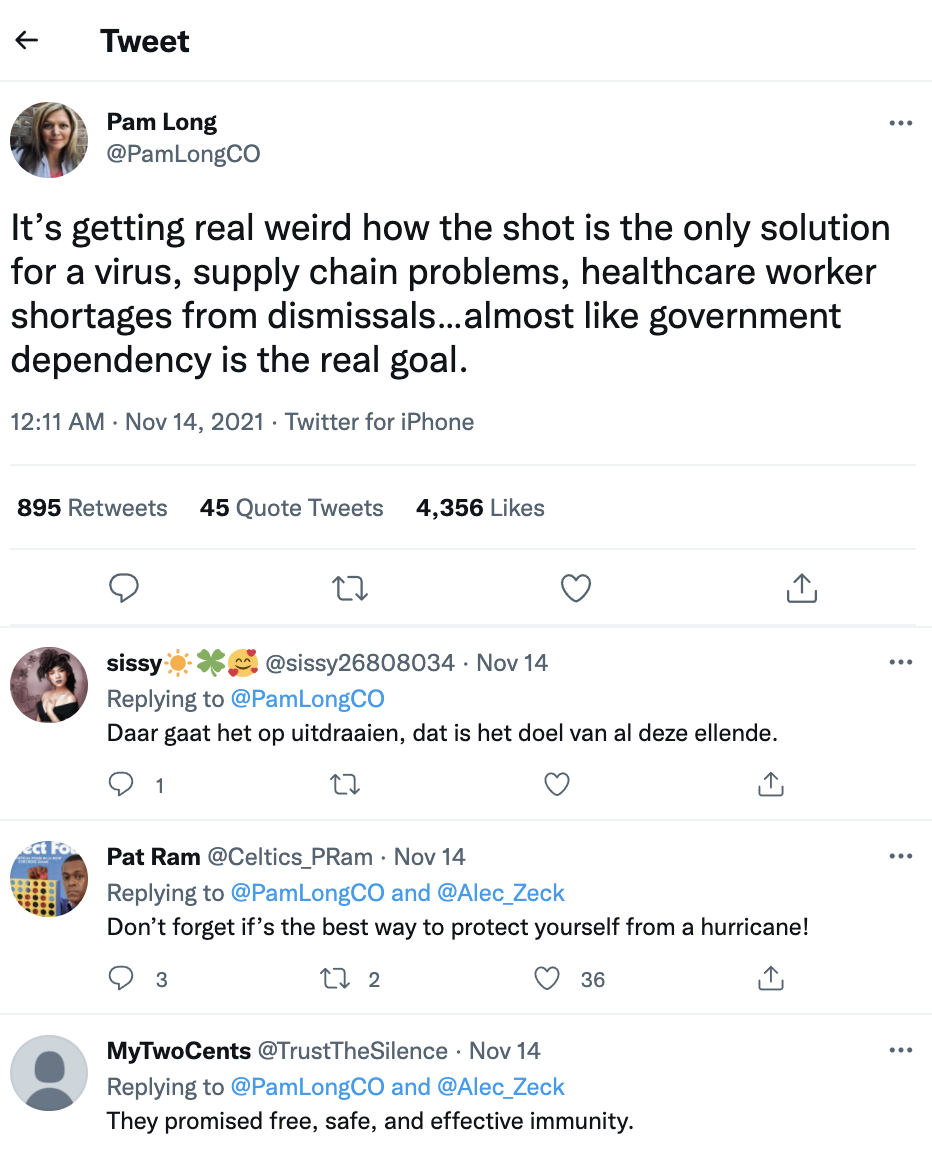 Tweet
Pam Long
@PamLongCO
It’s getting real weird how the shot is the only solution
for a virus, supply chain problems, healthcare worker
shortages from dismissals...almost like government
dependency is the real goal.
12:11 AM · Nov 14, 2021 · Twitter for iPhone
895 Retweets 45 Quote Tweets 4,356 Likes
sissy☀️🍀🥰 @sissy26808034 · Nov 14
Replying to @PamLongCO
Daar gaat het op uitdraaien, dat is het doel van al deze ellende.
1
Pat Ram @Celtics_PRam · Nov 14
Replying to @PamLongCO and @Alec_Zeck
Don’t forget if’s the best way to protect yourself from a hurricane!
3 2 36
MyTwoCents @TrustTheSilence · Nov 14
Replying to @PamLongCO and @Alec_Zeck
They promised free, safe, and effective immunity.